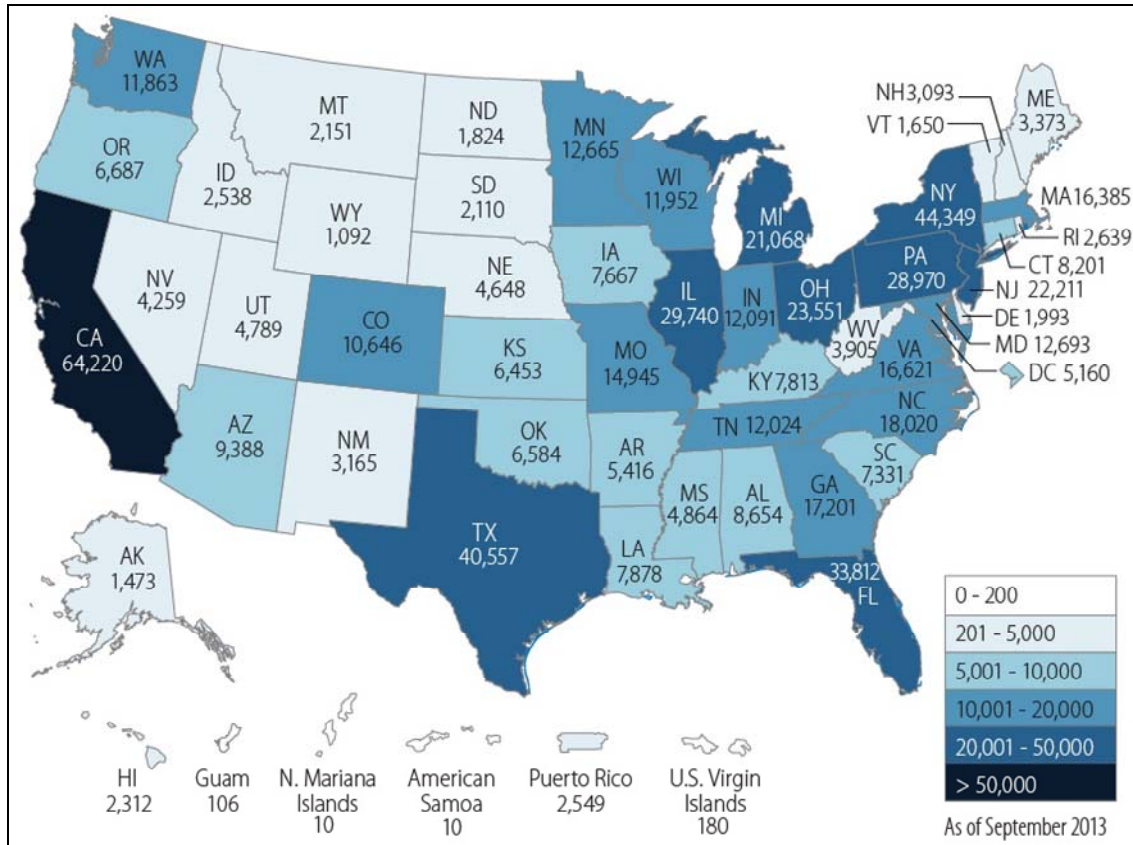 WA
11,863
OR
6,687
CA
64,220
ID
2,538
NV
4,259
MT
2,151
WY
1,092
UT
4,789
AZ
9,388
CO
10,646
NM
3,165
ND
1,824
SD
2,110
NE
4,648
KS
6,453
OK
6,584
TX
40,557
MN
12,665
IA
7,667
MO
14,945
AR
5,416
LA
7,878
WI
11,952
IL
29,740
MI
21,068
IN
12,091
OH
23,551
KY 7,813
TN 12,024
MS
4,864
AL
8,654
GA
17,201
33,812
FL
SC
7,331
NC
18,020
VA
16,621
WV
3,905
PA
28,970
NY
44,349
NH3,093
VT 1,650
ME
3,373
MA16,385
RI 2,639
CT 8,201
NJ 22,211
DE 1,993
MD 12,693
DC 5,160
AK
1,473
HI
2,312
Guam
106
N. Mariana
Islands
10
American
Samoa
10
Puerto Rico
2,549
U.S. Virgin
Islands
180
0 - 200
201 - 5,000
5,001 - 10,000
10,001 - 20,000
20,001 - 50,000
> 50,000
As of September 2013